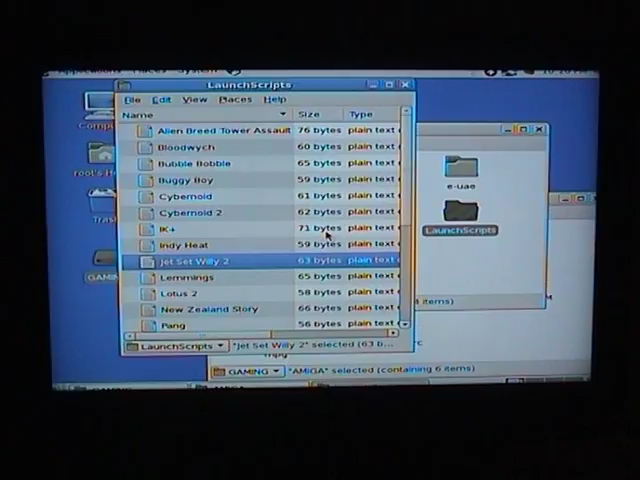 LaunchScripts
File Edit View Places Help
Name Size Type
Alien Breed Tower Assault 76 bytes plain text
Bloodwych 60 bytes plain text
Bubble Bobble 65 bytes plain text
Buggy Boy 59 bytes plain text
Cybernoid 61 bytes plain text
Cybernoid 2 62 bytes plain text
IK+ 71 bytes plain text
Indy Heat 59 bytes plain text
Jet Set Willy 2 63 bytes plain text
Lemmings 65 bytes plain text
Lotus 2 58 bytes plain text
New Zealand Story 66 bytes plain text
Pang 56 bytes plain text
LaunchScripts "Jet Set Willy 2" selected (63 b...
e-uae
LaunchScripts
items)
Compu
root's H
Tras
GAMIN
GAMING "AMIGA" selected (containing 6 items)